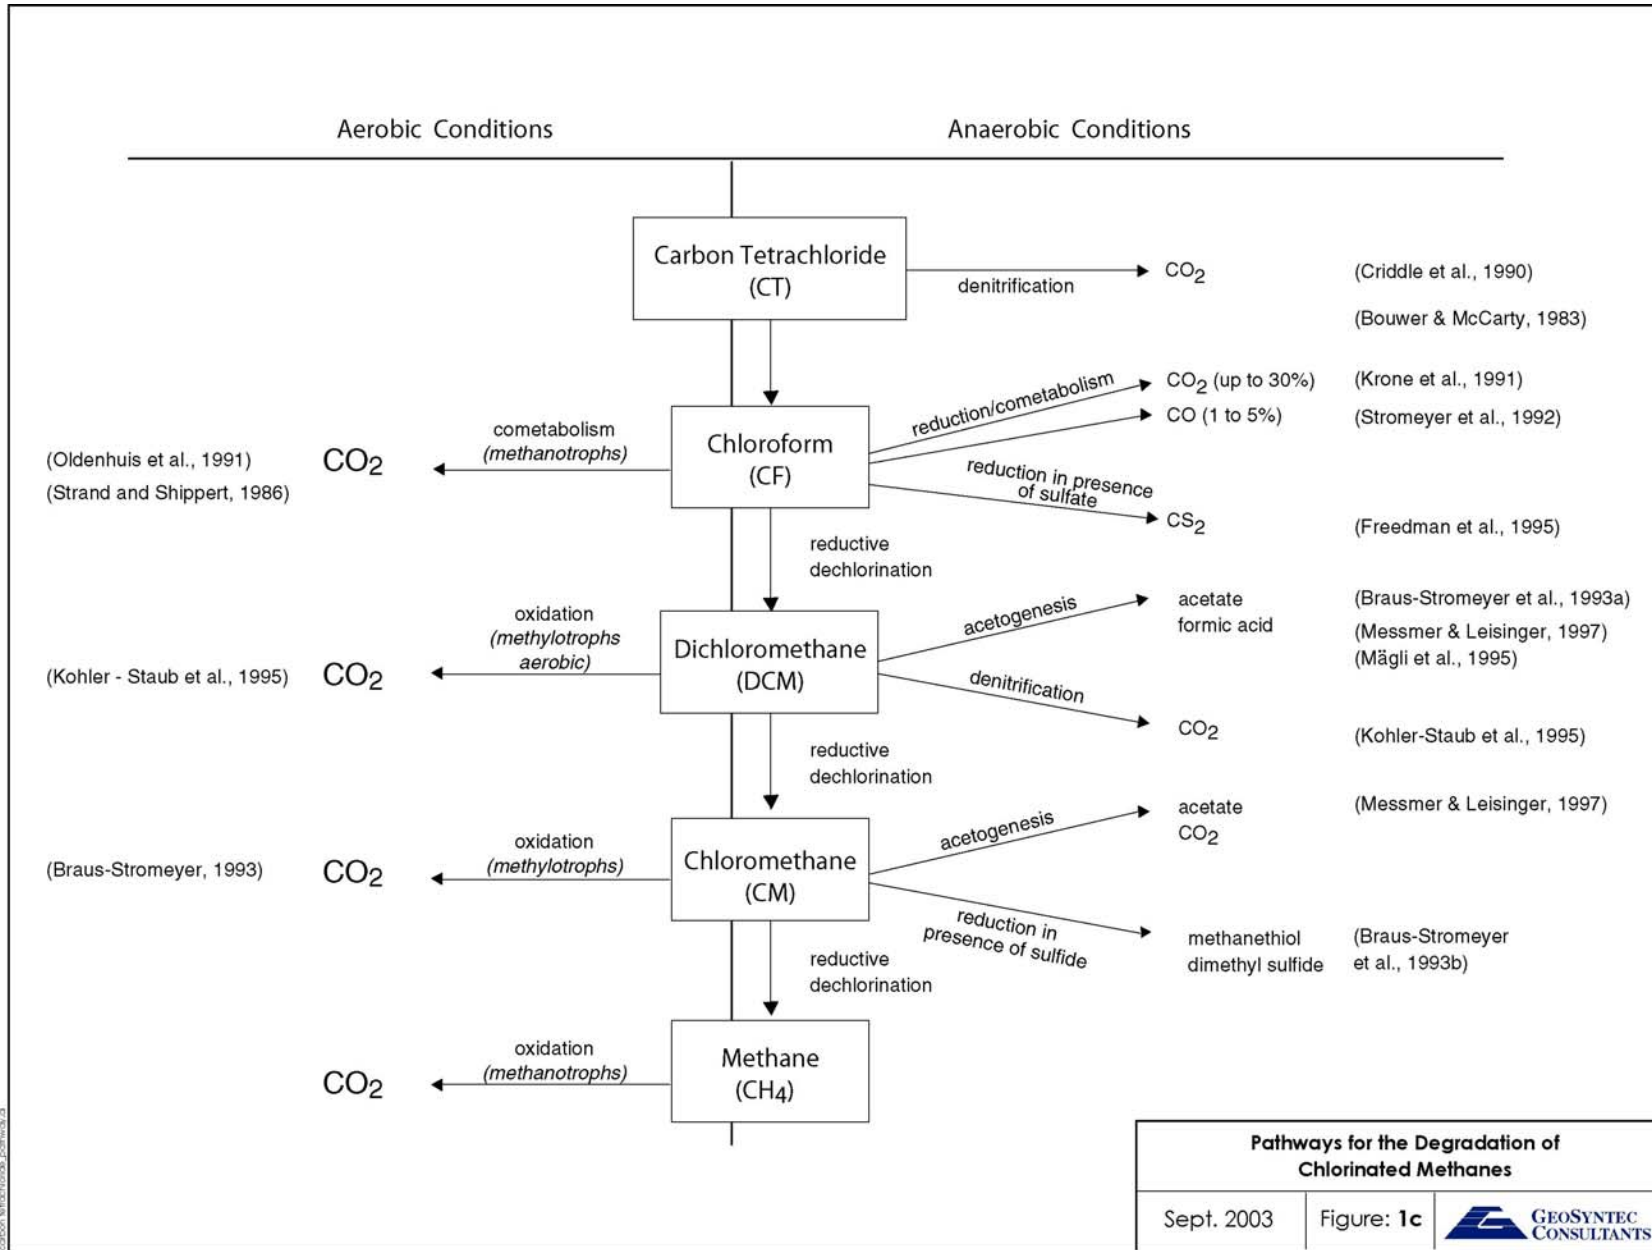 Aerobic Conditions
Anaerobic Conditions
Carbon Tetrachloride
(CT)
denitrification
CO2
(Criddle et al., 1990)
(Bouwer & McCarty, 1983)
reduction/cometabolism
CO2 (up to 30%)
(Krone et al., 1991)
CO (1 to 5%)
(Stromeyer et al., 1992)
Chloroform
(CF)
cometabolism
(methanotrophs)
CO2
(Oldenhuis et al., 1991)
(Strand and Shippert, 1986)
reduction in presence
of sulfate
CS2
(Freedman et al., 1995)
reductive
dechlorination
Dichloromethane
(DCM)
oxidation
(methylotrophs
aerobic)
CO2
(Kohler - Staub et al., 1995)
acetogenesis
acetate
formic acid
(Braus-Stromeyer et al., 1993a)
(Messmer & Leisinger, 1997)
(Mägli et al., 1995)
denitrification
CO2
(Kohler-Staub et al., 1995)
reductive
dechlorination
Chloromethane
(CM)
oxidation
(methylotrophs)
CO2
(Braus-Stromeyer, 1993)
acetogenesis
acetate
CO2
(Messmer & Leisinger, 1997)
reduction in
presence of sulfide
methanethiol
dimethyl sulfide
(Braus-Stromeyer
et al., 1993b)
reductive
dechlorination
Methane
(CH4)
oxidation
(methanotrophs)
CO2
Pathways for the Degradation of
Chlorinated Methanes
Sept. 2003
Figure: 1c
GEOSYNTEC
CONSULTANTS
carbon tetrachloride_pathway.ai